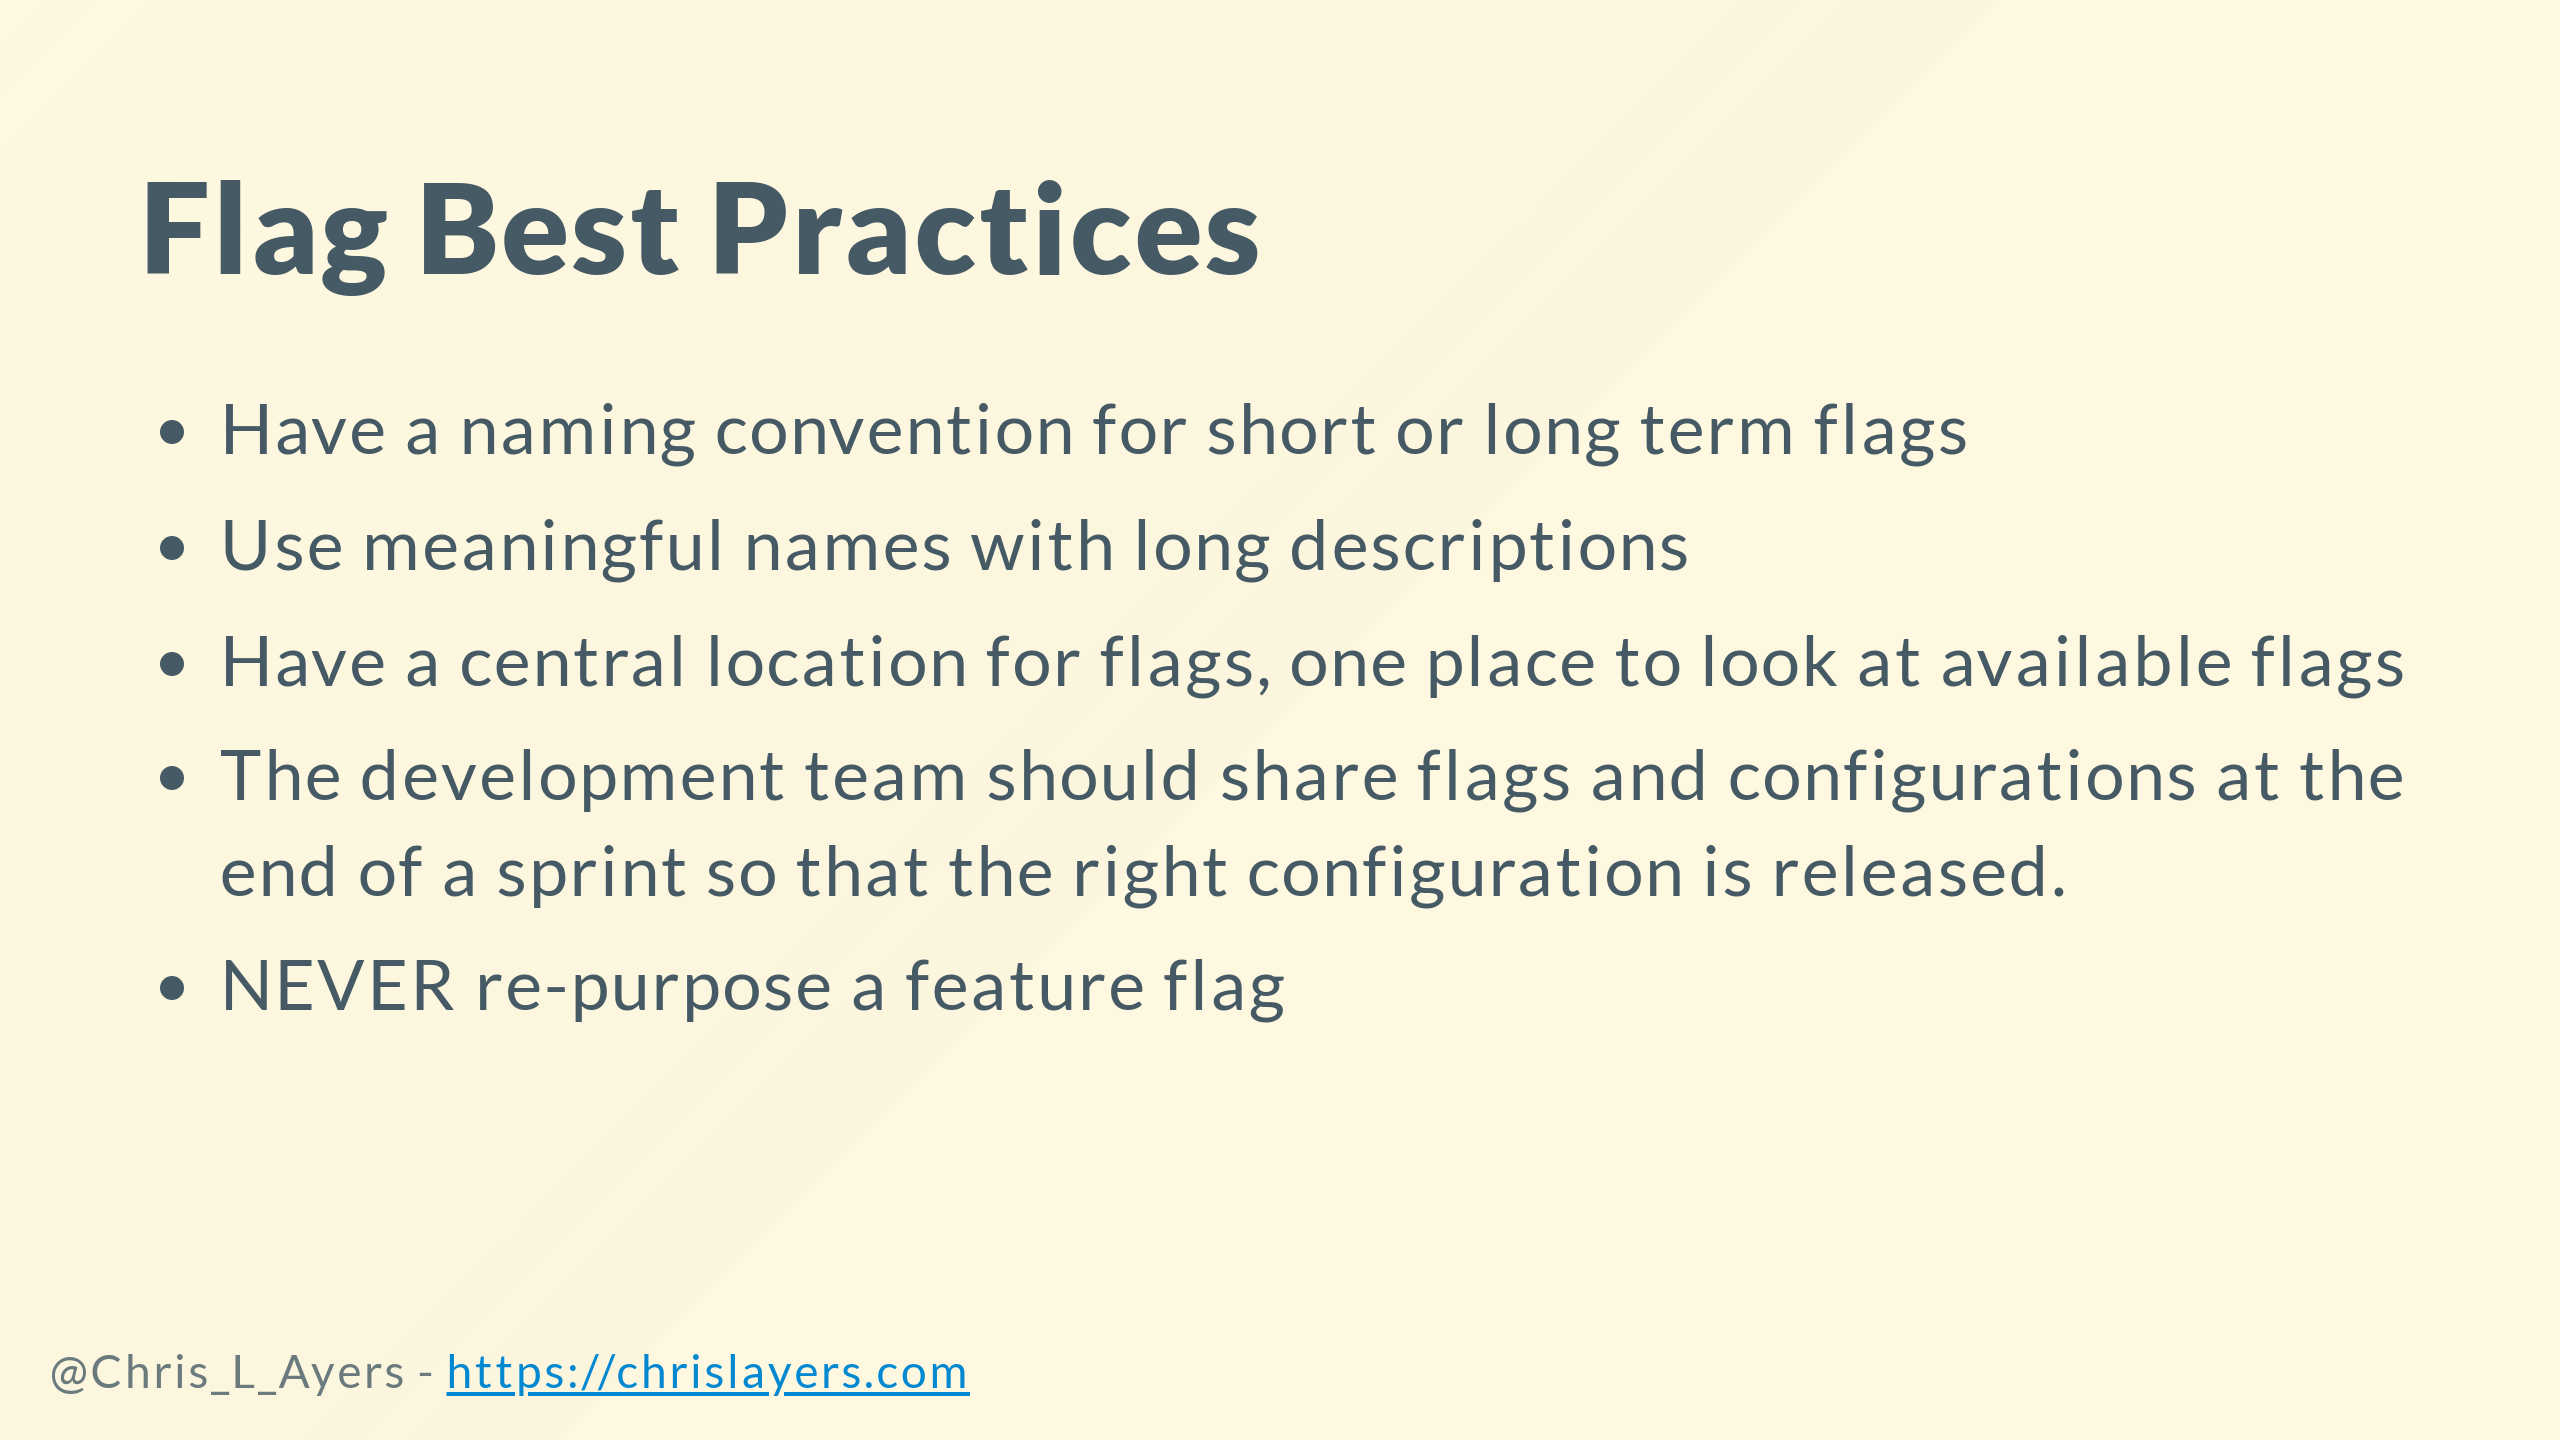 Flag Best Practices
• Have a naming convention for short or long term flags
• Use meaningful names with long descriptions
• Have a central location for flags, one place to look at available flags
• The development team should share flags and configurations at the
end of a sprint so that the right configuration is released.
• NEVER re-purpose a feature flag
@Chris_L_Ayers - https://chrislayers.com